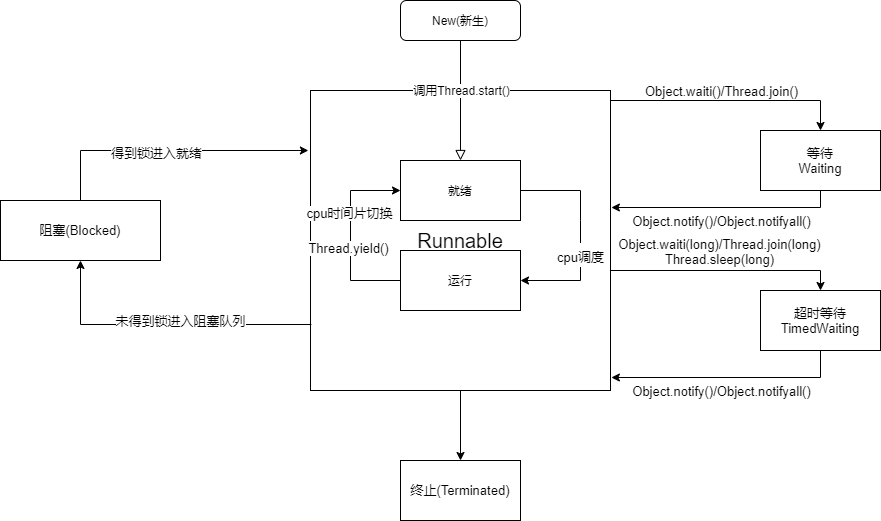 New(新生)
调用Thread.start()
Object.waiti()/Thread.join()
得到锁进入就绪
等待
Waiting
就绪
cpu时间片切换
Object.notify()/Object.notifyall()
阻塞(Blocked)
Runnable
Thread.yield()
cpu调度
Object.waiti(long)/Thread.join(long)
Thread.sleep(long)
运行
未得到锁进入阻塞队列
超时等待
TimedWaiting
Object.notify()/Object.notifyall()
终止(Terminated)